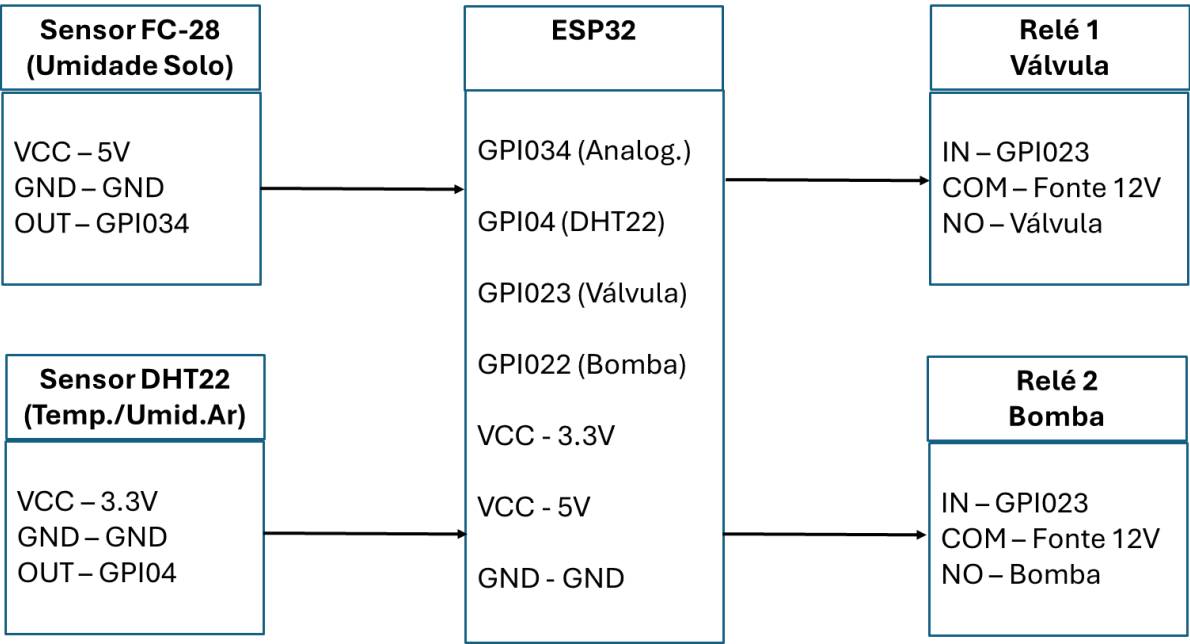 Sensor FC-28
(Umidade Solo)
VCC – 5V
GND – GND
OUT – GPI034
Sensor DHT22
(Temp./Umid.Ar)
VCC – 3.3V
GND – GND
OUT – GPI04
ESP32
GPI034 (Analog.)
GPI04 (DHT22)
GPI023 (Válvula)
GPI022 (Bomba)
VCC - 3.3V
VCC - 5V
GND - GND
Relé 1
Válvula
IN – GPI023
COM – Fonte 12V
NO – Válvula
Relé 2
Bomba
IN – GPI023
COM – Fonte 12V
NO – Bomba